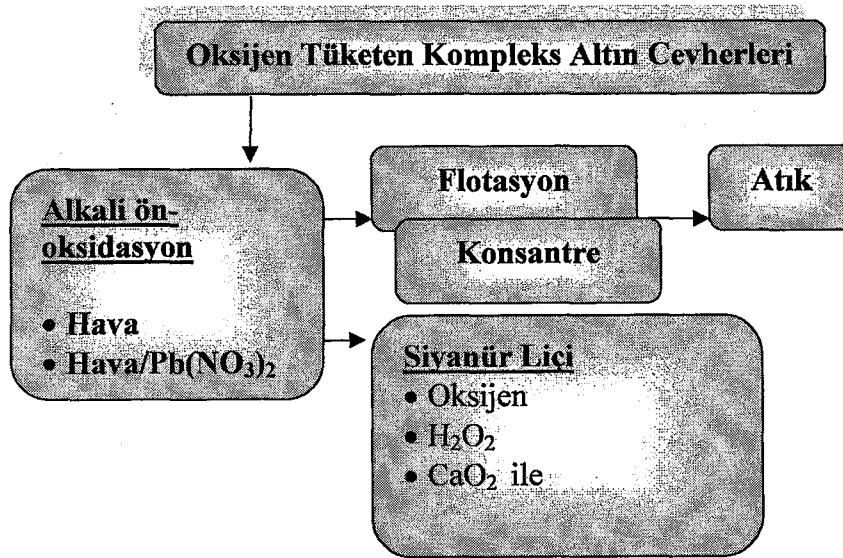 Oksijen Tüketen Kompleks Altın Cevherleri
Alkali ön-
oksidasyon
• Hava
• Hava/Pb(NO₃)₂
Flotasyon
Konsantre
Atık
Siyanür Liçi
• Oksijen
• H₂O₂
• CaO₂ ile